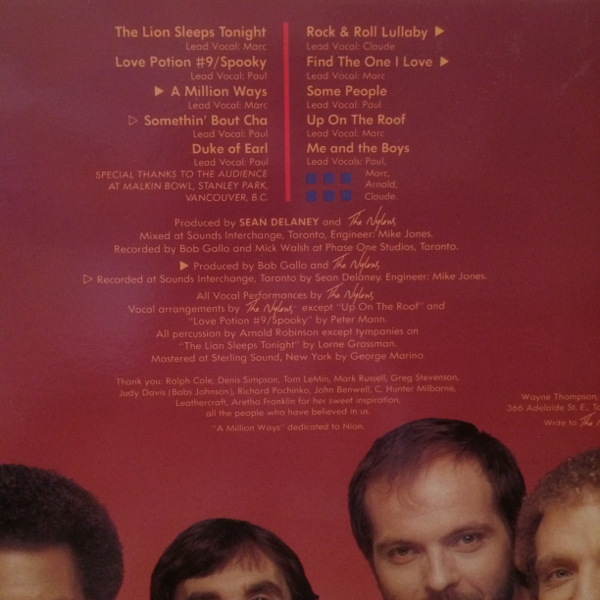 The Lion Sleeps Tonight
Lead Vocal: Marc
Love Potion #9/Spooky
Lead Vocal: Paul
▶ A Million Ways
Lead Vocal: Marc
▷ Somethin' Bout Cha
Lead Vocal: Paul
Duke of Earl
Lead Vocal: Paul
SPECIAL THANKS TO THE AUDIENCE
AT MALKIN BOWL, STANLEY PARK,
VANCOUVER, B.C.
Rock & Roll Lullaby ▶
Lead Vocal: Claude
Find The One I Love ▶
Lead Vocal: Marc
Some People
Lead Vocal: Paul
Up On The Roof
Lead Vocal: Marc
Me and the Boys
Lead Vocals: Paul,
Marc,
Arnold,
Claude.
Produced by SEAN DELANEY and The Nylons
Mixed at Sounds Interchange, Toronto, Engineer: Mike Jones.
Recorded by Bob Gallo and Mick Walsh at Phase One Studios, Toronto.
▶ Produced by Bob Gallo and The Nylons
▷ Recorded at Sounds Interchange, Toronto by Sean Delaney. Engineer: Mike Jones.
All Vocal Performances by The Nylons
Vocal arrangements by The Nylons except "Up On The Roof" and
"Love Potion #9/Spooky" by Peter Mann.
All percussion by Arnold Robinson except tympanies on
"The Lion Sleeps Tonight" by Lorne Grossman.
Mastered at Sterling Sound, New York by George Marino
Thank you: Ralph Cole, Denis Simpson, Tom LeMin, Mark Russell, Greg Stevenson,
Judy Davis (Babs Johnson), Richard Pochinko, John Benwell, C. Hunter Milborne,
Leathercraft, Aretha Franklin for her sweet inspiration,
all the people who have believed in us.
"A Million Ways" dedicated to Nion.
Wayne Thompson,
366 Adelaide St. E., To
Write to The N